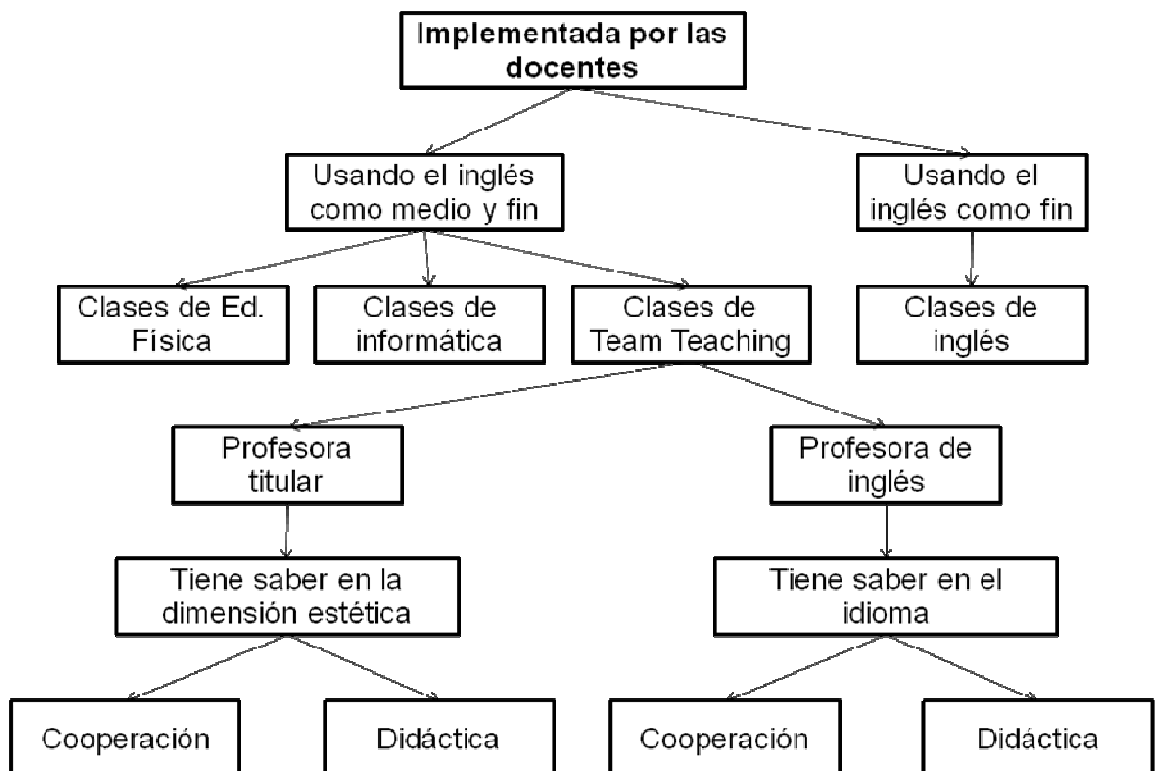 Implementada por las
docentes
Usando el inglés
como medio y fin
Usando el
inglés como fin
Clases de Ed.
Física
Clases de
informática
Clases de
Team Teaching
Clases de
inglés
Profesora
titular
Profesora de
inglés
Tiene saber en la
dimensión estética
Tiene saber en el
idioma
Cooperación
Didáctica
Cooperación
Didáctica